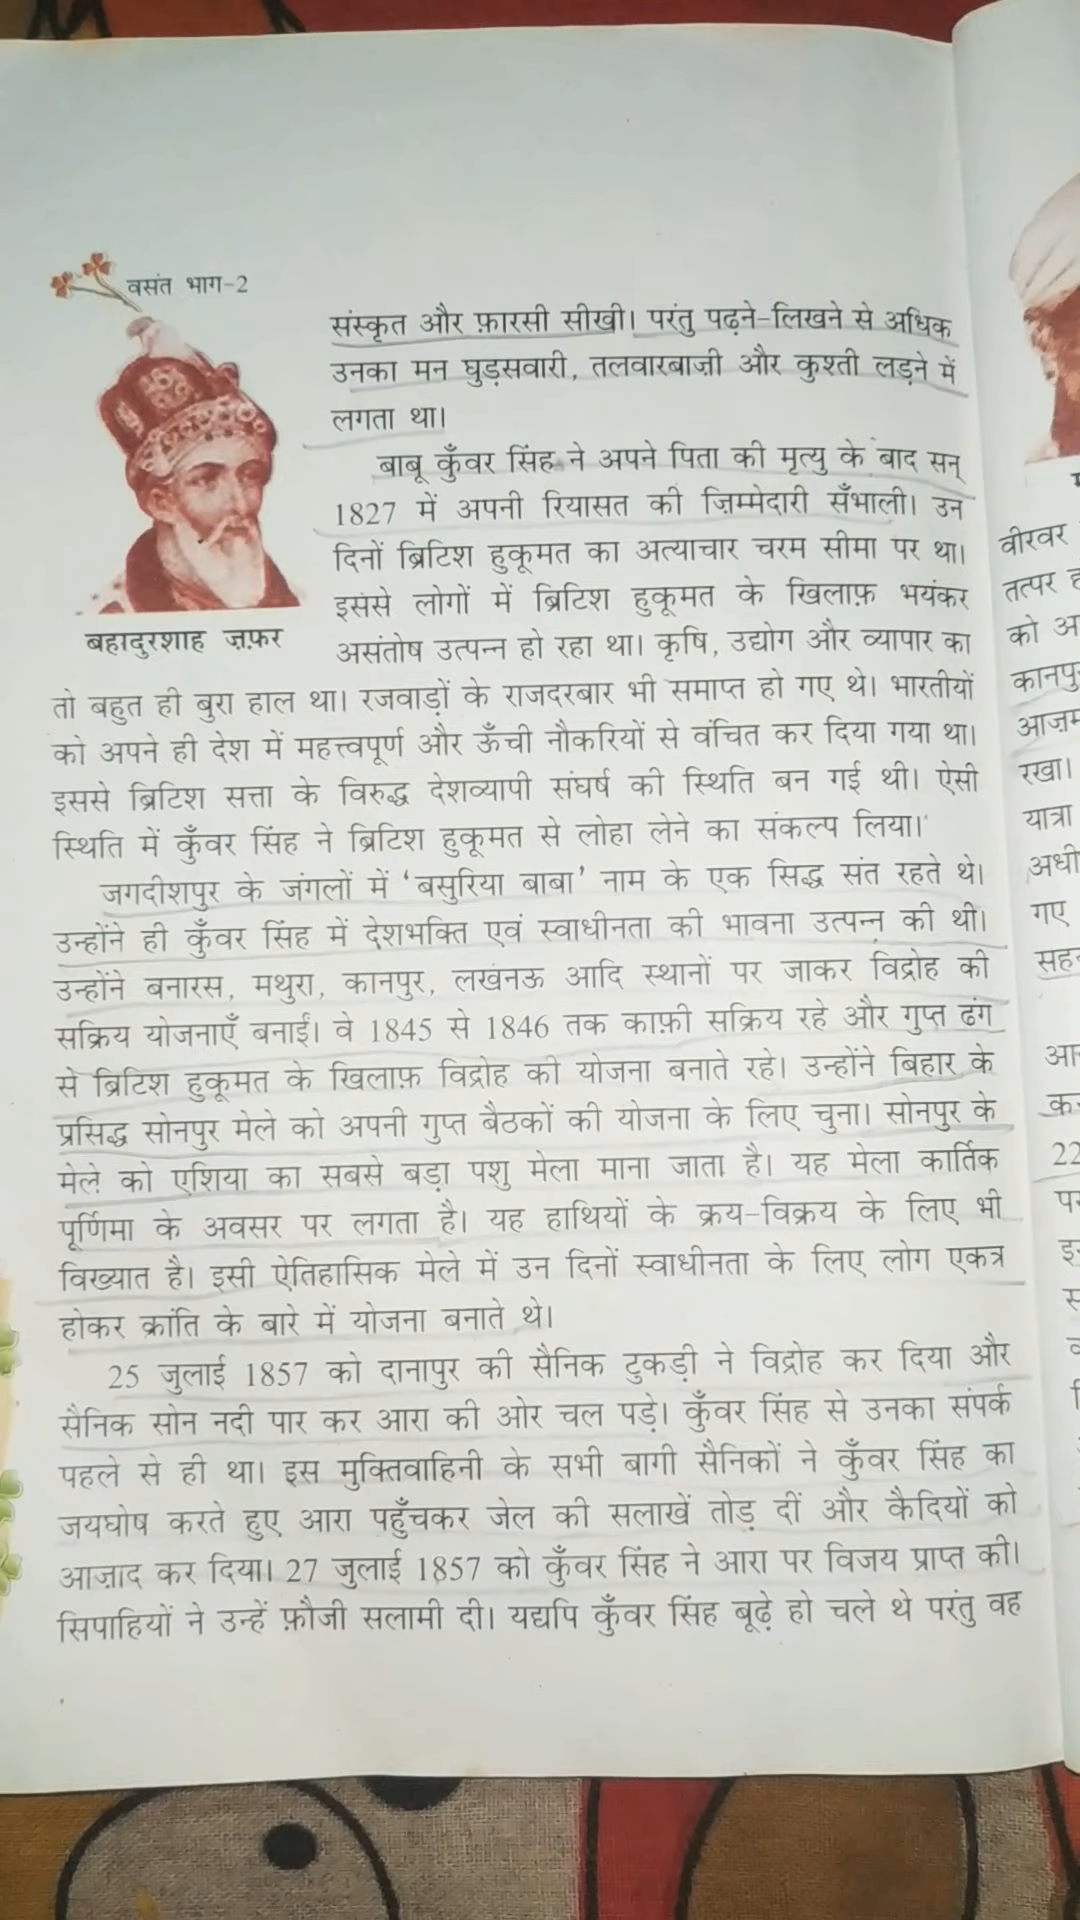 वसंत भाग-2
संस्कृत और फ़ारसी सीखी। परंतु पढ़ने-लिखने से अधिक
उनका मन घुड़सवारी, तलवारबाज़ी और कुश्ती लड़ने में
लगता था।
बाबू कुँवर सिंह ने अपने पिता की मृत्यु के बाद सन्
1827 में अपनी रियासत की ज़िम्मेदारी सँभाली। उन
दिनों ब्रिटिश हुकूमत का अत्याचार चरम सीमा पर था।
इससे लोगों में ब्रिटिश हुकूमत के खिलाफ़ भयंकर
असंतोष उत्पन्न हो रहा था। कृषि, उद्योग और व्यापार का
बहादुरशाह ज़फ़र
तो बहुत ही बुरा हाल था। रजवाड़ों के राजदरबार भी समाप्त हो गए थे। भारतीयों
को अपने ही देश में महत्त्वपूर्ण और ऊँची नौकरियों से वंचित कर दिया गया था।
इससे ब्रिटिश सत्ता के विरुद्ध देशव्यापी संघर्ष की स्थिति बन गई थी। ऐसी
स्थिति में कुँवर सिंह ने ब्रिटिश हुकूमत से लोहा लेने का संकल्प लिया।
जगदीशपुर के जंगलों में ‘बसुरिया बाबा’ नाम के एक सिद्ध संत रहते थे।
उन्होंने ही कुँवर सिंह में देशभक्ति एवं स्वाधीनता की भावना उत्पन्न की थी।
उन्होंने बनारस, मथुरा, कानपुर, लखनऊ आदि स्थानों पर जाकर विद्रोह की
सक्रिय योजनाएँ बनाईं। वे 1845 से 1846 तक काफ़ी सक्रिय रहे और गुप्त ढंग
से ब्रिटिश हुकूमत के खिलाफ़ विद्रोह की योजना बनाते रहे। उन्होंने बिहार के
प्रसिद्ध सोनपुर मेले को अपनी गुप्त बैठकों की योजना के लिए चुना। सोनपुर के
मेले को एशिया का सबसे बड़ा पशु मेला माना जाता है। यह मेला कार्तिक
पूर्णिमा के अवसर पर लगता है। यह हाथियों के क्रय-विक्रय के लिए भी
विख्यात है। इसी ऐतिहासिक मेले में उन दिनों स्वाधीनता के लिए लोग एकत्र
होकर क्रांति के बारे में योजना बनाते थे।
25 जुलाई 1857 को दानापुर की सैनिक टुकड़ी ने विद्रोह कर दिया और
सैनिक सोन नदी पार कर आरा की ओर चल पड़े। कुँवर सिंह से उनका संपर्क
पहले से ही था। इस मुक्तिवाहिनी के सभी बागी सैनिकों ने कुँवर सिंह का
जयघोष करते हुए आरा पहुँचकर जेल की सलाखें तोड़ दीं और कैदियों को
आज़ाद कर दिया। 27 जुलाई 1857 को कुँवर सिंह ने आरा पर विजय प्राप्त की।
सिपाहियों ने उन्हें फ़ौजी सलामी दी। यद्यपि कुँवर सिंह बूढ़े हो चले थे परंतु वह
वीरवर
तत्पर
को
रखा।
यात्रा
गए
22